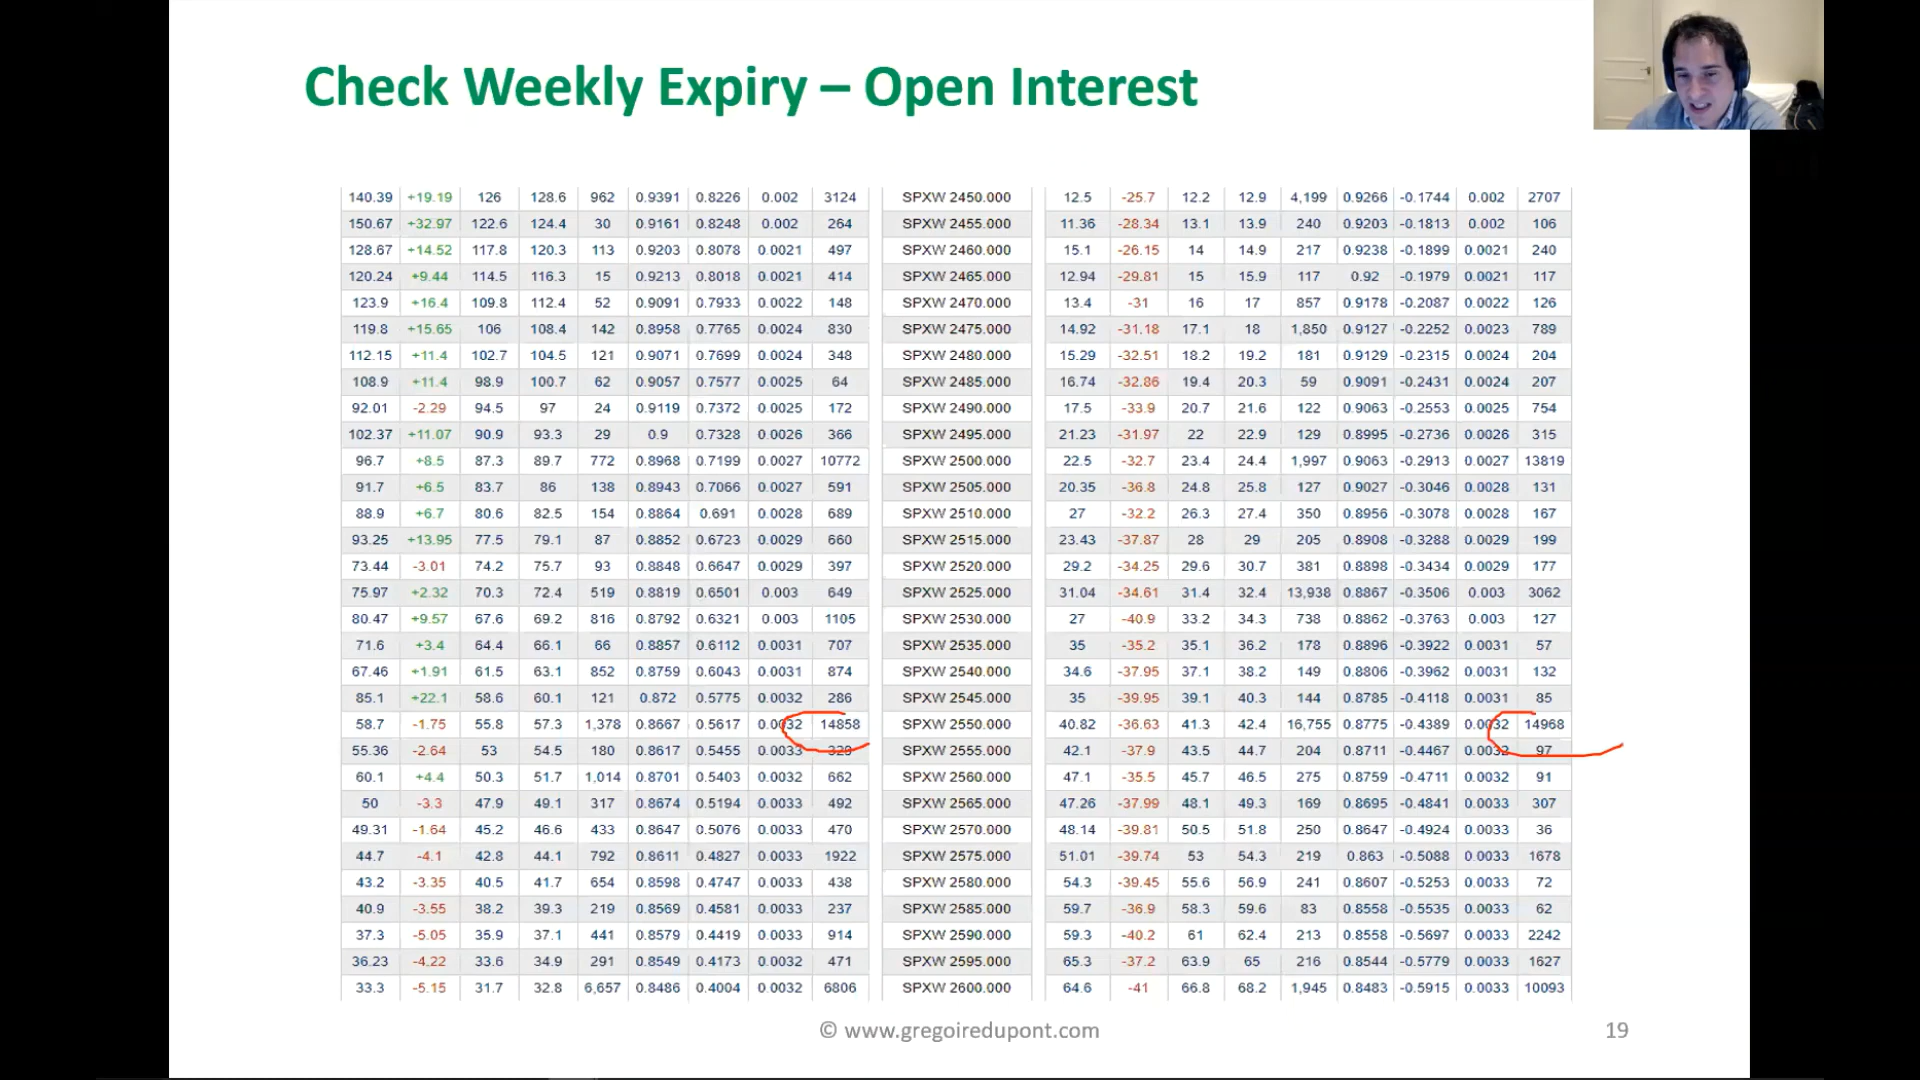 Check Weekly Expiry – Open Interest
140.39 +19.19 126 128.6 962 0.9391 0.8226 0.002 3124 SPXW 2450.000 12.5 -25.7 12.2 12.9 4,199 0.9266 -0.1744 0.002 2707
150.67 +32.97 122.6 124.4 30 0.9161 0.8248 0.002 264 SPXW 2455.000 11.36 -28.34 13.1 13.9 240 0.9203 -0.1813 0.002 106
128.67 +14.52 117.8 120.3 113 0.9203 0.8078 0.0021 497 SPXW 2460.000 15.1 -26.15 14 14.9 217 0.9238 -0.1899 0.0021 240
120.24 +9.44 114.5 116.3 15 0.9213 0.8018 0.0021 414 SPXW 2465.000 12.94 -29.81 15 15.9 117 0.92 -0.1979 0.0021 117
123.9 +16.4 109.8 112.4 52 0.9091 0.7933 0.0022 148 SPXW 2470.000 13.4 -31 16 17 857 0.9178 -0.2087 0.0022 126
119.8 +15.65 106 108.4 142 0.8958 0.7765 0.0024 830 SPXW 2475.000 14.92 -31.18 17.1 18 1,850 0.9127 -0.2252 0.0023 789
112.15 +11.4 102.7 104.5 121 0.9071 0.7699 0.0024 348 SPXW 2480.000 15.29 -32.51 18.2 19.2 181 0.9129 -0.2315 0.0024 204
108.9 +11.4 98.9 100.7 62 0.9057 0.7577 0.0025 64 SPXW 2485.000 16.74 -32.86 19.4 20.3 59 0.9091 -0.2431 0.0024 207
92.01 -2.29 94.5 97 24 0.9119 0.7372 0.0025 172 SPXW 2490.000 17.5 -33.9 20.7 21.6 122 0.9063 -0.2553 0.0025 754
102.37 +11.07 90.9 93.3 29 0.9 0.7328 0.0026 366 SPXW 2495.000 21.23 -31.97 22 22.9 129 0.8995 -0.2736 0.0026 315
96.7 +8.5 87.3 89.7 772 0.8968 0.7199 0.0027 10772 SPXW 2500.000 22.5 -32.7 23.4 24.4 1,997 0.9063 -0.2913 0.0027 13819
91.7 +6.5 83.7 86 138 0.8943 0.7066 0.0027 591 SPXW 2505.000 20.35 -36.8 24.8 25.8 127 0.9027 -0.3046 0.0028 131
88.9 +6.7 80.6 82.5 154 0.8864 0.691 0.0028 689 SPXW 2510.000 27 -32.2 26.3 27.4 350 0.8956 -0.3078 0.0028 167
93.25 +13.95 77.5 79.1 87 0.8852 0.6723 0.0029 660 SPXW 2515.000 23.43 -37.87 28 29 205 0.8908 -0.3288 0.0029 199
73.44 -3.01 74.2 75.7 93 0.8848 0.6647 0.0029 397 SPXW 2520.000 29.2 -34.25 29.6 30.7 381 0.8898 -0.3434 0.0029 177
75.97 +2.32 70.3 72.4 519 0.8819 0.6501 0.003 649 SPXW 2525.000 31.04 -34.61 31.4 32.4 13,938 0.8867 -0.3506 0.003 3062
80.47 +9.57 67.6 69.2 816 0.8792 0.6321 0.003 1105 SPXW 2530.000 27 -40.9 33.2 34.3 738 0.8862 -0.3763 0.003 127
71.6 +3.4 64.4 66.1 66 0.8857 0.6112 0.0031 707 SPXW 2535.000 35 -35.2 35.1 36.2 178 0.8896 -0.3922 0.0031 57
67.46 +1.91 61.5 63.1 852 0.8759 0.6043 0.0031 874 SPXW 2540.000 34.6 -37.95 37.1 38.2 149 0.8806 -0.3962 0.0031 132
85.1 +22.1 58.6 60.1 121 0.872 0.5775 0.0032 286 SPXW 2545.000 35 -39.95 39.1 40.3 144 0.8785 -0.4118 0.0031 85
58.7 -1.75 55.8 57.3 1,378 0.8667 0.5617 0.0032 14858 SPXW 2550.000 40.82 -36.63 41.3 42.4 16,755 0.8775 -0.4389 0.0032 14968
55.36 -2.64 53 54.5 180 0.8617 0.5455 0.0033 SPXW 2555.000 42.1 -37.9 43.5 44.7 204 0.8711 -0.4467 0.0032 97
60.1 +4.4 50.3 51.7 1,014 0.8701 0.5403 0.0032 662 SPXW 2560.000 47.1 -35.5 45.7 46.5 275 0.8759 -0.4711 0.0032 91
50 -3.3 47.9 49.1 317 0.8674 0.5194 0.0033 492 SPXW 2565.000 47.26 -37.99 48.1 49.3 169 0.8695 -0.4841 0.0033 307
49.31 -1.64 45.2 46.6 433 0.8647 0.5076 0.0033 470 SPXW 2570.000 48.14 -39.81 50.5 51.8 250 0.8647 -0.4924 0.0033 36
44.7 -4.1 42.8 44.1 792 0.8611 0.4827 0.0033 1922 SPXW 2575.000 51.01 -39.74 53 54.3 219 0.863 -0.5088 0.0033 1678
43.2 -3.35 40.5 41.7 654 0.8598 0.4747 0.0033 438 SPXW 2580.000 54.3 -39.45 55.6 56.9 241 0.8607 -0.5253 0.0033 72
40.9 -3.55 38.2 39.3 219 0.8569 0.4581 0.0033 237 SPXW 2585.000 59.7 -36.9 58.3 59.6 83 0.8558 -0.5535 0.0033 62
37.3 -5.05 35.9 37.1 441 0.8579 0.4419 0.0033 914 SPXW 2590.000 59.3 -40.2 61 62.4 213 0.8558 -0.5697 0.0033 2242
36.23 -4.22 33.6 34.9 291 0.8549 0.4173 0.0032 471 SPXW 2595.000 65.3 -37.2 63.9 65 216 0.8544 -0.5779 0.0033 1627
33.3 -5.15 31.7 32.8 6,657 0.8486 0.4004 0.0032 6806 SPXW 2600.000 64.6 -41 66.8 68.2 1,945 0.8483 -0.5915 0.0033 10093
© www.gregoiredupont.com 19